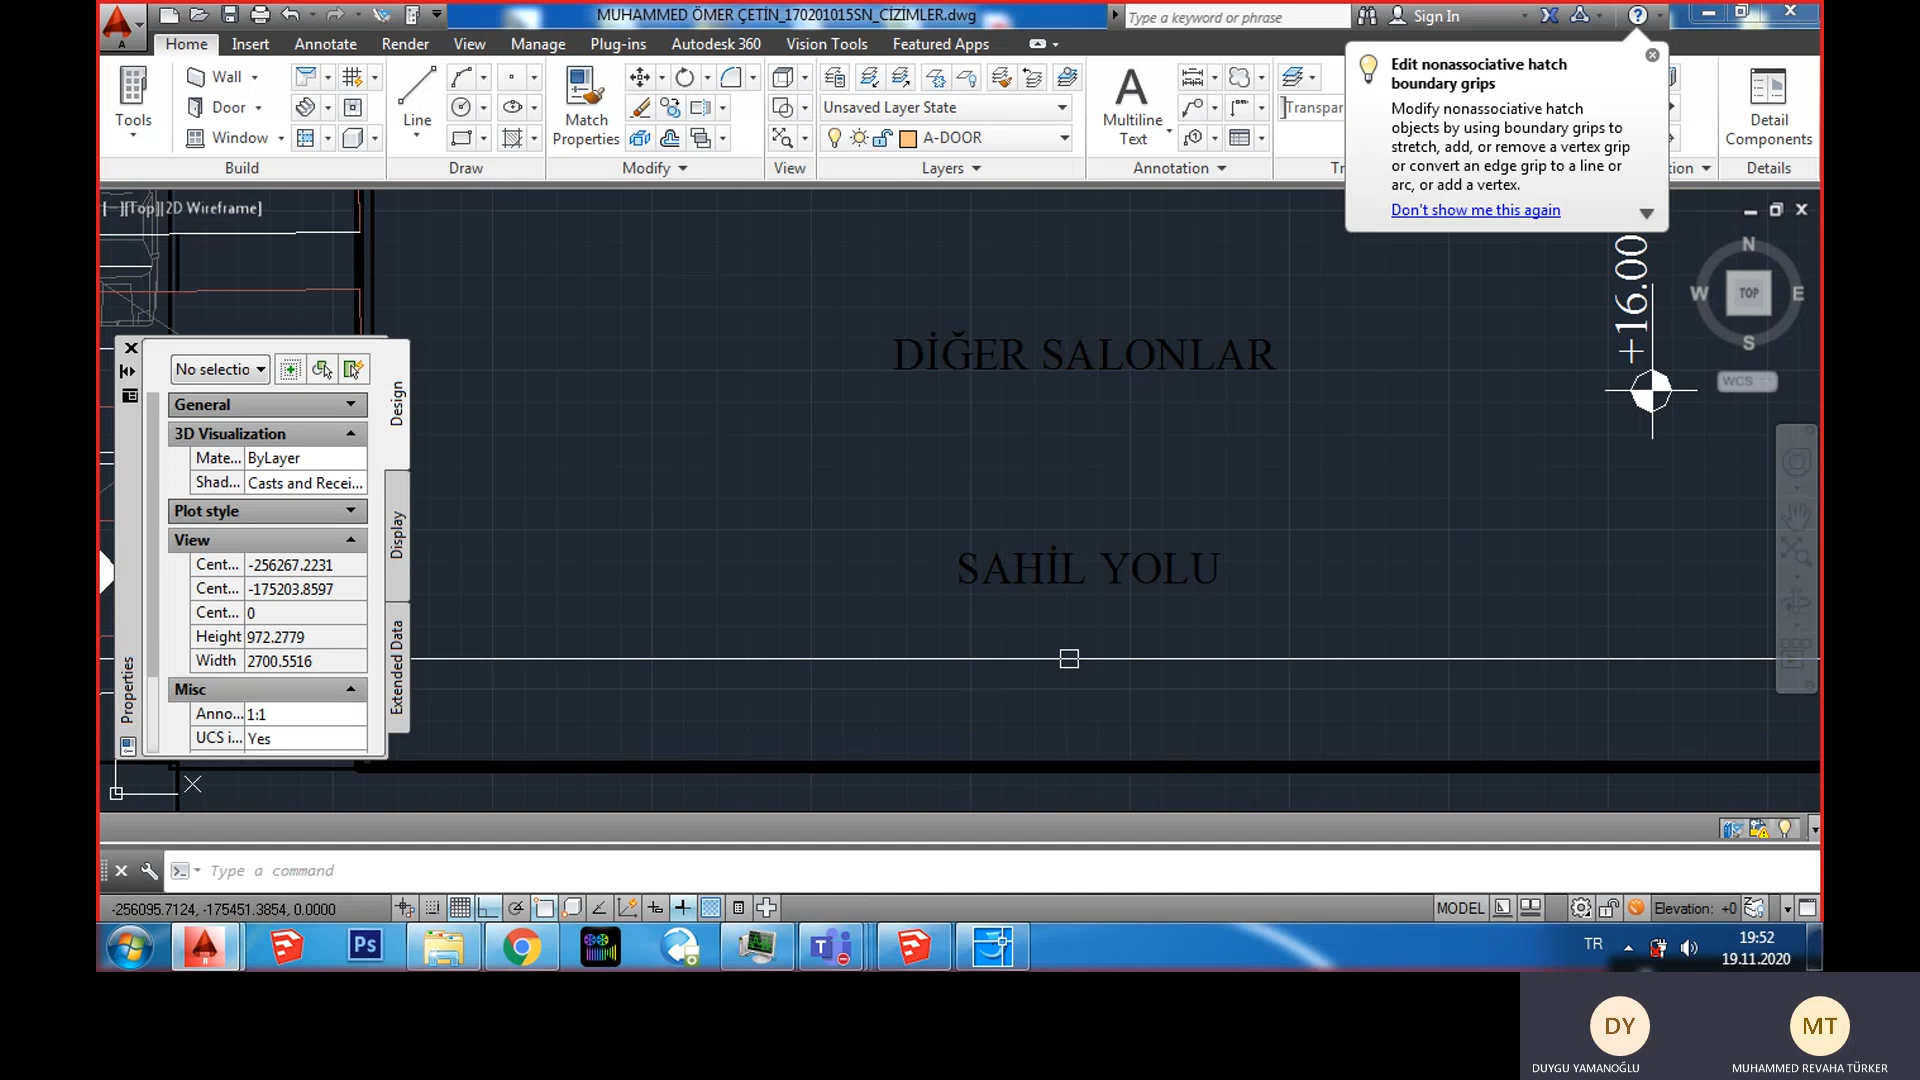 MUHAMMED ÖMER ÇETİN_170201015SN_CİZİMLER.dwg
Type a keyword or phrase
Sign In
Home Insert Annotate Render View Manage Plug-ins Autodesk 360 Vision Tools Featured Apps
Tools
Wall
Door
Window
Build
Line
Draw
Match
Properties
Modify
View
Unsaved Layer State
A-DOOR
Layers
A
Multiline
Text
Annotation
Transpar
Detail
Components
Details
Edit nonassociative hatch
boundary grips
Modify nonassociative hatch
objects by using boundary grips to
stretch, add, or remove a vertex grip
or convert an edge grip to a line or
arc, or add a vertex.
Don't show me this again
[–][Top][2D Wireframe]
DİĞER SALONLAR
SAHİL YOLU
+16.00
N
W TOP E
S
WCS
No selectio
General
3D Visualization
Mate... ByLayer
Shad... Casts and Recei...
Plot style
View
Cent... -256267.2231
Cent... -175203.8597
Cent... 0
Height 972.2779
Width 2700.5516
Misc
Anno... 1:1
UCS i... Yes
Design
Display
Extended Data
Properties
X
Type a command
-256095.7124, -175451.3854, 0.0000
MODEL
Elevation: +0
Ps
TR
19:52
19.11.2020
DY
DUYGU YAMANOĞLU
MT
MUHAMMED REVAHA TÜRKER